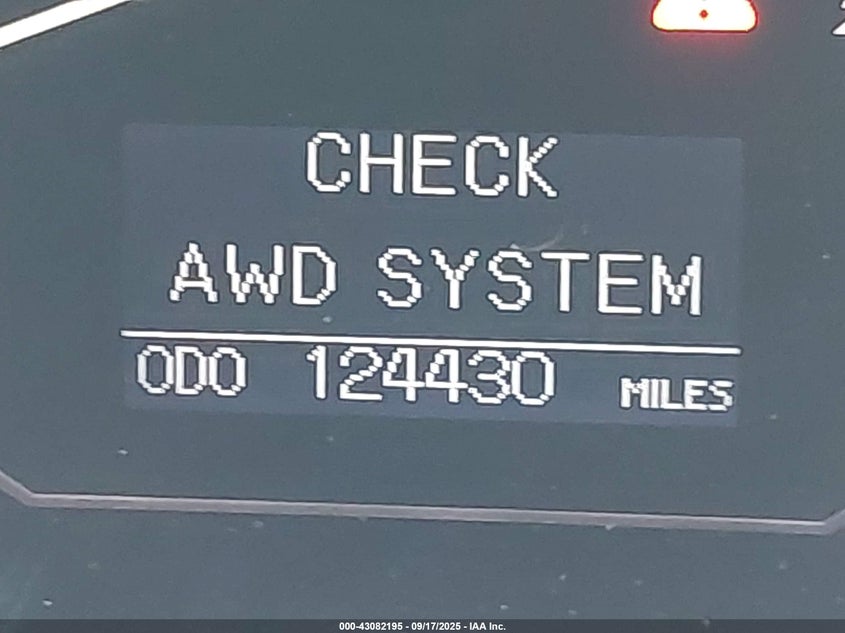 CHECK
AWD SYSTEM
ODO 124430 MILES
000-43082195 - 09/17/2025 - IAA Inc.